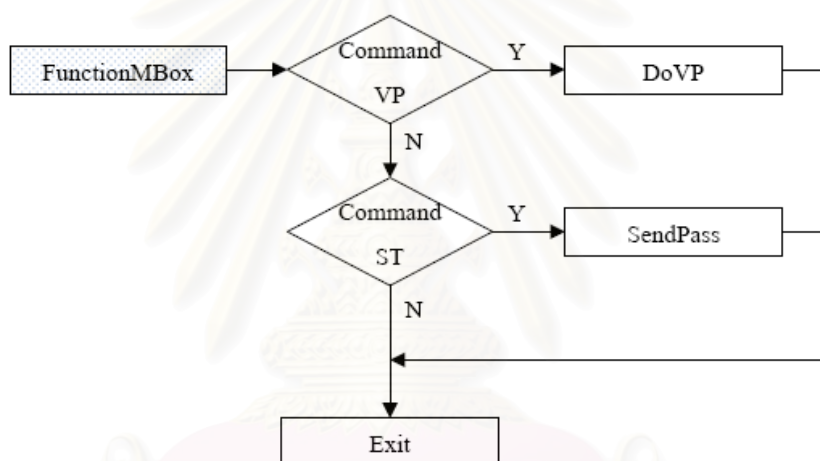 FunctionMBox
Command
VP
Y
DoVP
N
Command
ST
Y
SendPass
N
Exit